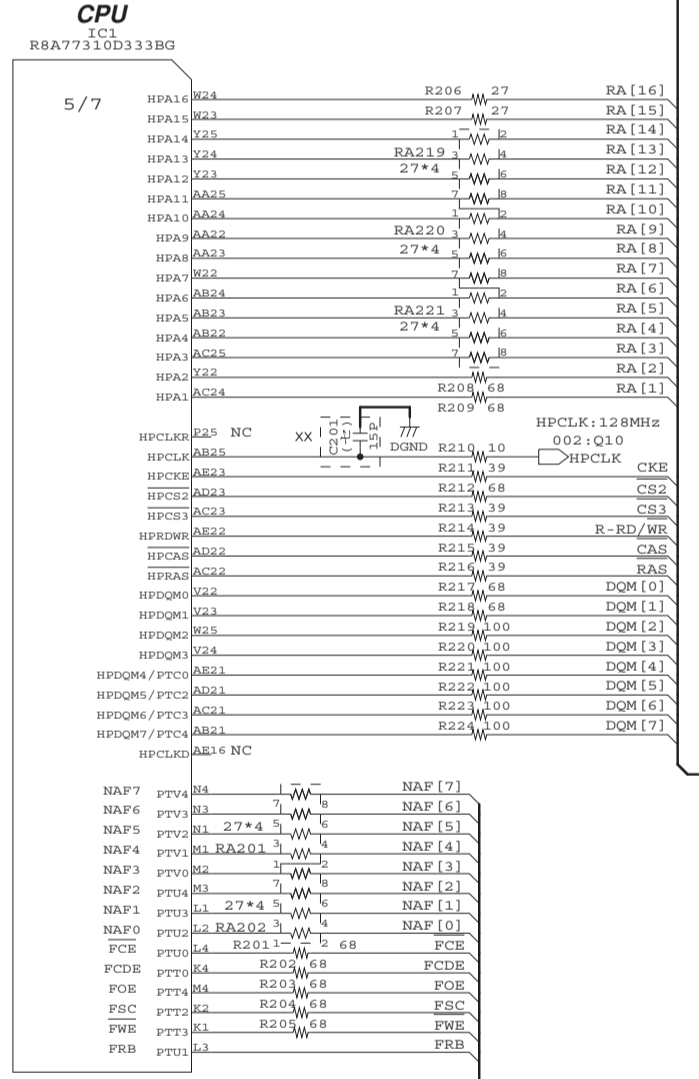 CPU
IC1
R8A77310D333BG
5/7
HPA16 W24 R206 27 RA[16]
HPA15 W23 R207 27 RA[15]
HPA14 Y25 1 2 RA[14]
HPA13 Y24 RA219 3 4 RA[13]
27*4
HPA12 Y23 5 6 RA[12]
HPA11 AA25 7 8 RA[11]
HPA10 AA24 1 2 RA[10]
HPA9 AA22 RA220 3 4 RA[9]
27*4
HPA8 AA23 5 6 RA[8]
HPA7 W22 7 8 RA[7]
HPA6 AB24 1 2 RA[6]
HPA5 AB23 RA221 3 4 RA[5]
27*4
HPA4 AB22 5 6 RA[4]
HPA3 AC25 7 8 RA[3]
HPA2 Y22 RA[2]
R208 68
HPA1 AC24 RA[1]
R209 68
XX C201 (-L) 15P DGND
HPCLK:128MHz
002:Q10
HPCLKR P25 NC
HPCLK AB25 R210 10 HPCLK
HPCKE AE23 R211 39 CKE
HPCS2 AD23 R212 68 CS2
HPCS3 AC23 R213 39 CS3
HPRDWR AE22 R214 39 R-RD/WR
HPCAS AD22 R215 39 CAS
HPRAS AC22 R216 39 RAS
HPDQM0 V22 R217 68 DQM[0]
HPDQM1 V23 R218 68 DQM[1]
HPDQM2 W25 R219 100 DQM[2]
HPDQM3 V24 R220 100 DQM[3]
HPDQM4/PTC0 AE21 R221 100 DQM[4]
HPDQM5/PTC2 AD21 R222 100 DQM[5]
HPDQM6/PTC3 AC21 R223 100 DQM[6]
HPDQM7/PTC4 AB21 R224 100 DQM[7]
HPCLKD AE16 NC
NAF7 PTV4 N4 NAF[7]
7 8
NAF6 PTV3 N3 NAF[6]
27*4 5 6
NAF5 PTV2 N1 NAF[5]
3 4
NAF4 PTV1 M1 RA201 NAF[4]
1 2
NAF3 PTV0 M2 NAF[3]
7 8
NAF2 PTU4 M3 NAF[2]
27*4 5 6
NAF1 PTU3 L1 NAF[1]
3 4
NAF0 PTU2 L2 RA202 NAF[0]
1 2
FCE PTU0 L4 R201 68 FCE
FCDE PTT0 K4 R202 68 FCDE
FOE PTT4 M4 R203 68 FOE
FSC PTT2 K2 R204 68 FSC
FWE PTT3 K1 R205 68 FWE
FRB PTU1 L3 FRB